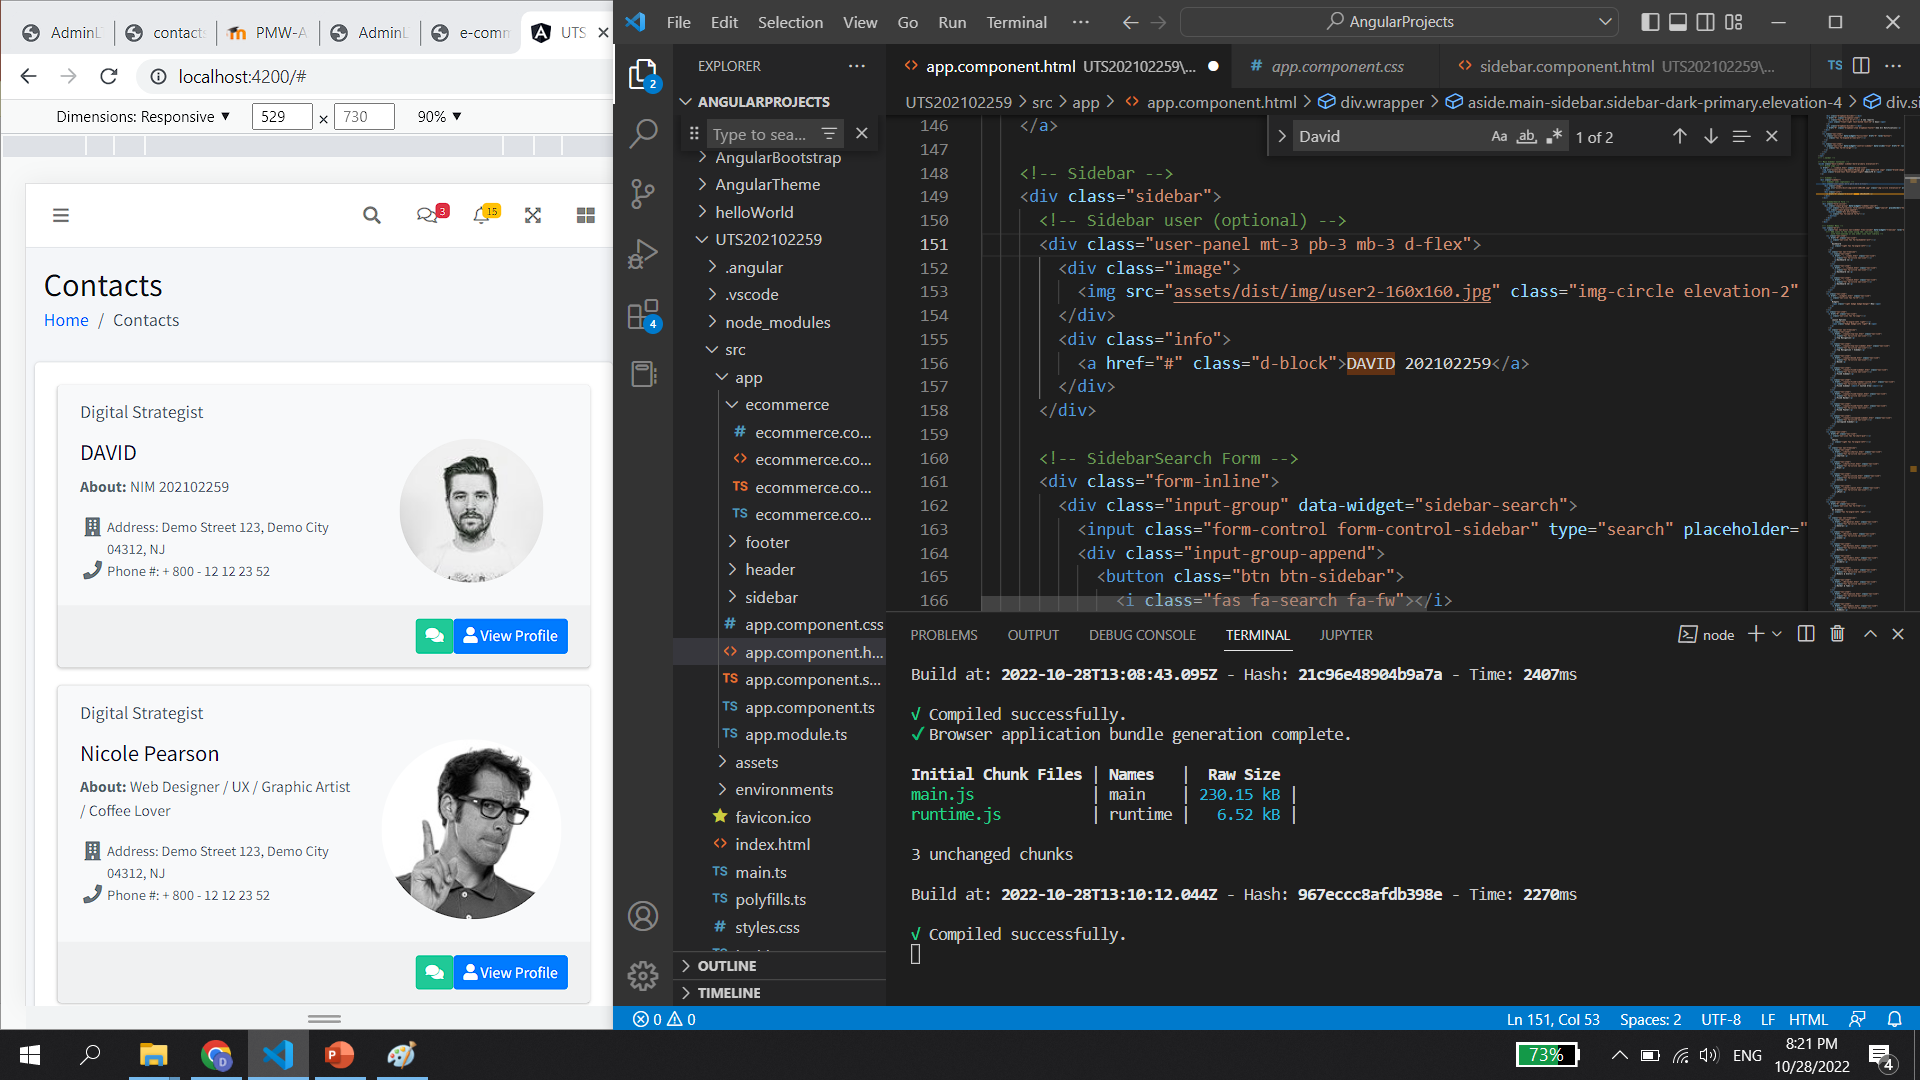 AdminL
contact
PMW-A
AdminL
e-comm
UTS
localhost:4200/#
Dimensions: Responsive ▼ 529 × 730 90% ▼
3
15
Contacts
Home / Contacts
Digital Strategist
DAVID
About: NIM 202102259
Address: Demo Street 123, Demo City
04312, NJ
Phone #: + 800 - 12 12 23 52
View Profile
Digital Strategist
Nicole Pearson
About: Web Designer / UX / Graphic Artist
/ Coffee Lover
Address: Demo Street 123, Demo City
04312, NJ
Phone #: + 800 - 12 12 23 52
View Profile
File Edit Selection View Go Run Terminal ···
AngularProjects
2
4
EXPLORER ···
ANGULARPROJECTS
Type to sea...
AngularBootstrap
AngularTheme
helloWorld
UTS202102259
.angular
.vscode
node_modules
src
app
ecommerce
# ecommerce.co...
<> ecommerce.co...
TS ecommerce.co...
TS ecommerce.co...
footer
header
sidebar
# app.component.css
<> app.component.h...
TS app.component.s...
TS app.component.ts
TS app.module.ts
assets
environments
favicon.ico
<> index.html
TS main.ts
TS polyfills.ts
# styles.css
OUTLINE
TIMELINE
<> app.component.html UTS202102259\... ●
# app.component.css
<> sidebar.component.html UTS202102259\...
TS
UTS202102259 > src > app > <> app.component.html > div.wrapper > aside.main-sidebar.sidebar-dark-primary.elevation-4 > div.si
David Aa ab .* 1 of 2
146 </a>
147
148 <!-- Sidebar -->
149 <div class="sidebar">
150 <!-- Sidebar user (optional) -->
151 <div class="user-panel mt-3 pb-3 mb-3 d-flex">
152 <div class="image">
153 <img src="assets/dist/img/user2-160x160.jpg" class="img-circle elevation-2"
154 </div>
155 <div class="info">
156 <a href="#" class="d-block">DAVID 202102259</a>
157 </div>
158 </div>
159
160 <!-- SidebarSearch Form -->
161 <div class="form-inline">
162 <div class="input-group" data-widget="sidebar-search">
163 <input class="form-control form-control-sidebar" type="search" placeholder="
164 <div class="input-group-append">
165 <button class="btn btn-sidebar">
166 <i class="fas fa-search fa-fw"></i>
PROBLEMS OUTPUT DEBUG CONSOLE TERMINAL JUPYTER
node
Build at: 2022-10-28T13:08:43.095Z - Hash: 21c96e48904b9a7a - Time: 2407ms
√ Compiled successfully.
✓ Browser application bundle generation complete.
Initial Chunk Files | Names | Raw Size
main.js | main | 230.15 kB |
runtime.js | runtime | 6.52 kB |
3 unchanged chunks
Build at: 2022-10-28T13:10:12.044Z - Hash: 967eccc8afdb398e - Time: 2270ms
√ Compiled successfully.
0 0
Ln 151, Col 53 Spaces: 2 UTF-8 LF HTML
73%
ENG
8:21 PM
10/28/2022
4